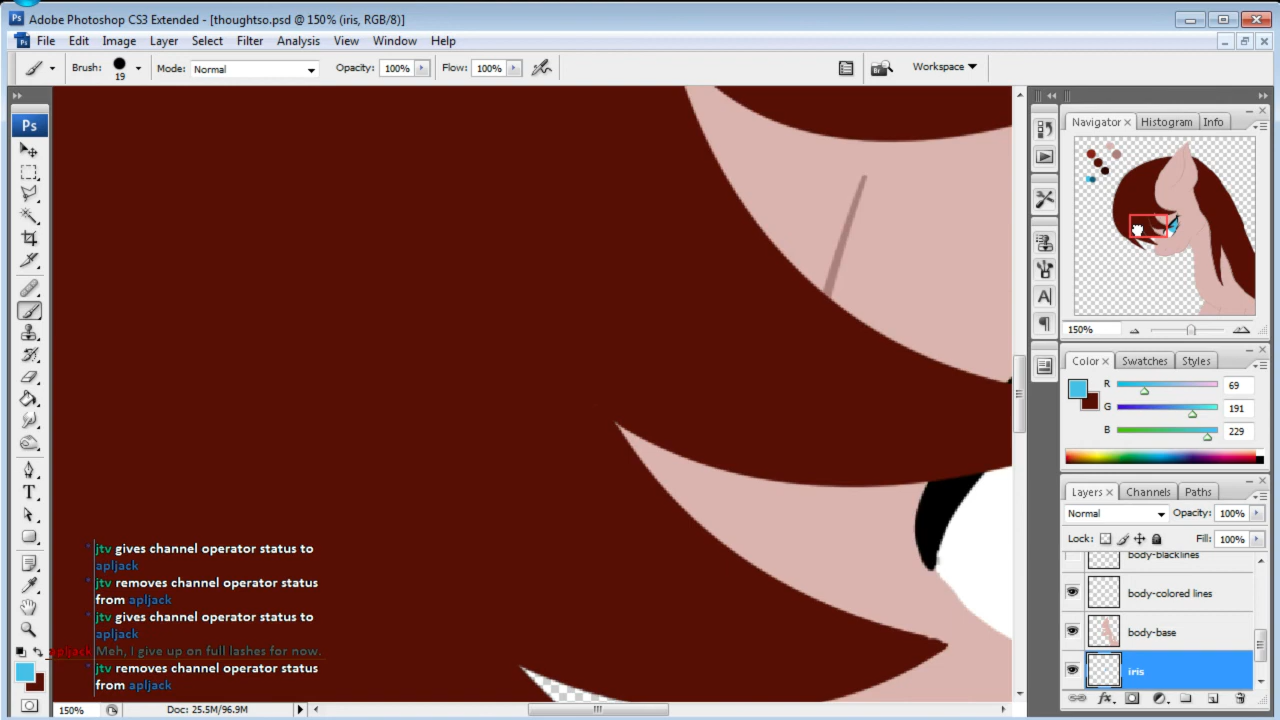 Ps Adobe Photoshop CS3 Extended - [thoughtso.psd @ 150% (iris, RGB/8)]
File Edit Image Layer Select Filter Analysis View Window Help
Brush: 19 Mode: Normal Opacity: 100% Flow: 100% Br Workspace
Ps
Navigator Histogram Info
150%
Color Swatches Styles
R 69
G 191
B 229
Layers Channels Paths
Normal Opacity: 100%
Lock: Fill: 100%
body-blacklines
body-colored lines
body-base
iris
jtv gives channel operator status to
apljack
jtv removes channel operator status
from apljack
jtv gives channel operator status to
apljack
apljack Meh, I give up on full lashes for now.
jtv removes channel operator status
from apljack
150% Doc: 25.5M/96.9M